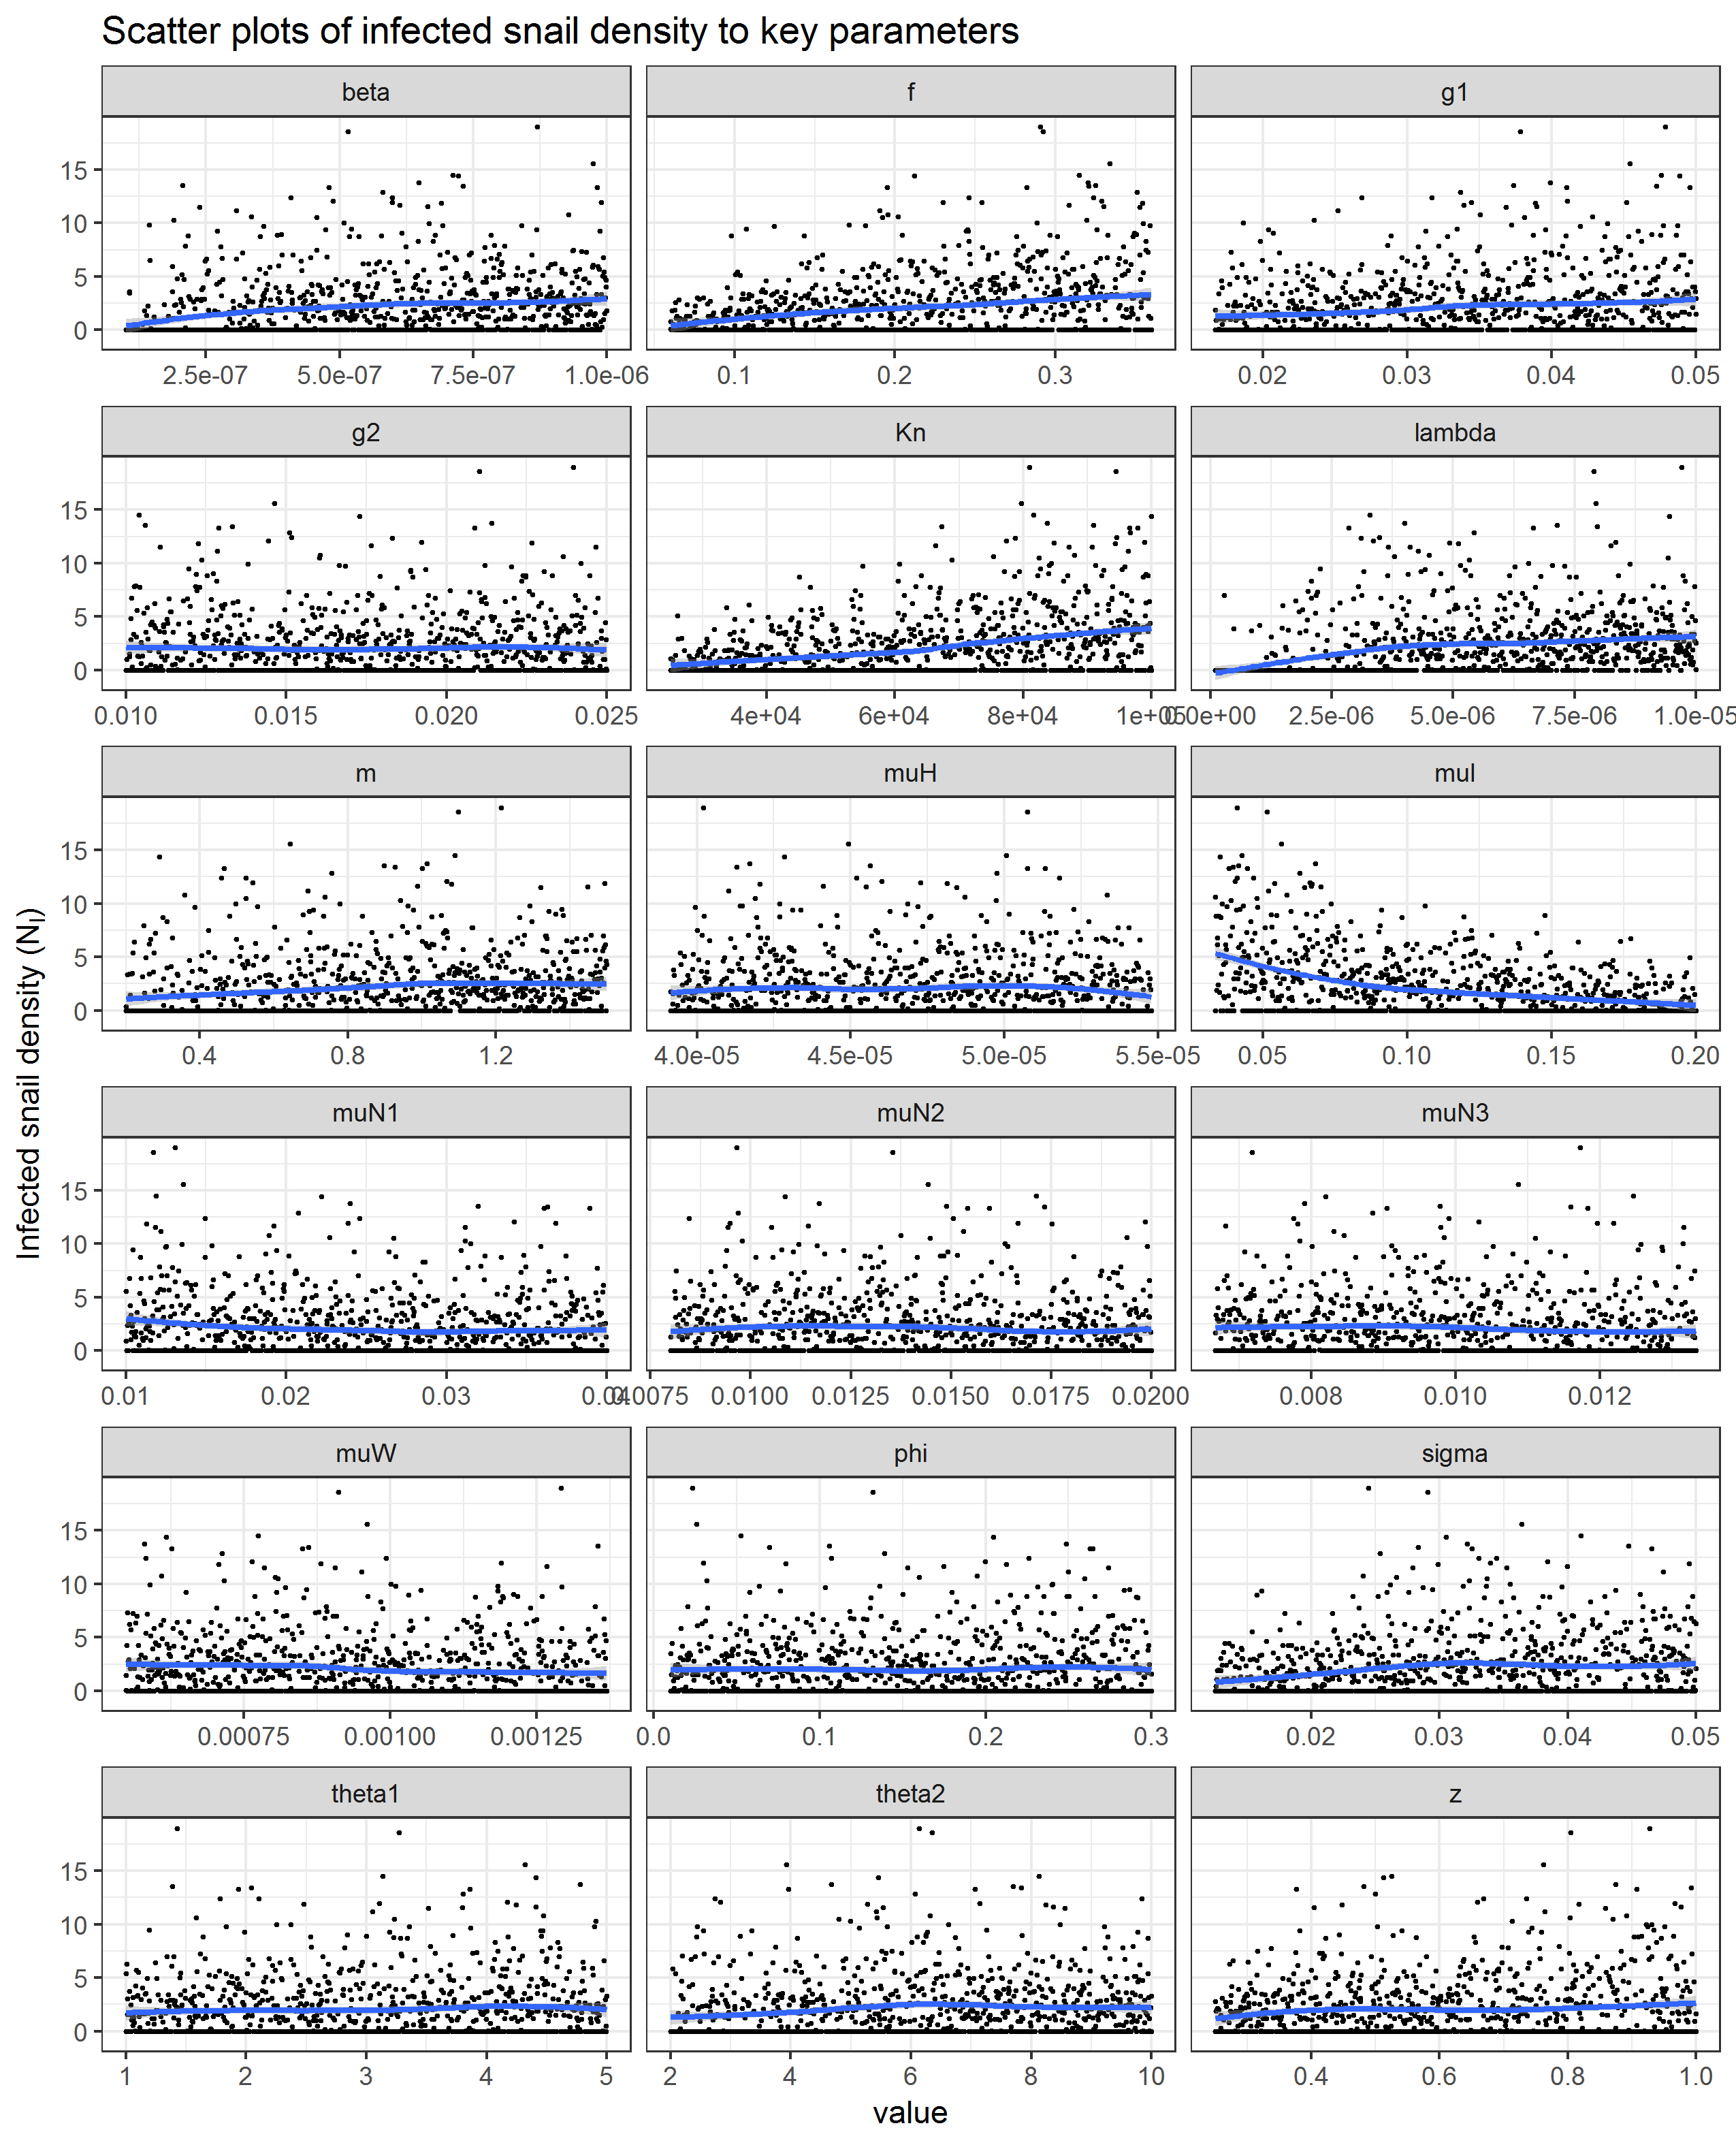 Scatter plots of infected snail density to key parameters
Infected snail density (N_I)
beta f g1
15
10
5
0
2.5e-07 5.0e-07 7.5e-07 1.0e-06 0.1 0.2 0.3 0.02 0.03 0.04 0.05
g2 Kn lambda
15
10
5
0
0.010 0.015 0.020 0.025 4e+04 6e+04 8e+04 1e+05 0.0e+00 2.5e-06 5.0e-06 7.5e-06 1.0e-05
m muH muI
15
10
5
0
0.4 0.8 1.2 4.0e-05 4.5e-05 5.0e-05 5.5e-05 0.05 0.10 0.15 0.20
muN1 muN2 muN3
15
10
5
0
0.01 0.02 0.03 0.04 0.0075 0.0100 0.0125 0.0150 0.0175 0.0200 0.008 0.010 0.012
muW phi sigma
15
10
5
0
0.00075 0.00100 0.00125 0.0 0.1 0.2 0.3 0.02 0.03 0.04 0.05
theta1 theta2 z
15
10
5
0
1 2 3 4 5 2 4 6 8 10 0.4 0.6 0.8 1.0
value